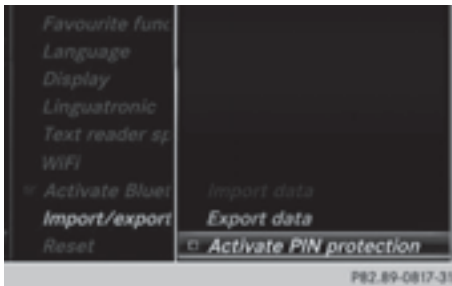 Favourite func
Language
Display
Linguatronic
Text reader sp
WiFi
Activate Bluet
Import/export
Reset
Import data
Export data
Activate PIN protection
P82.89-0817-31